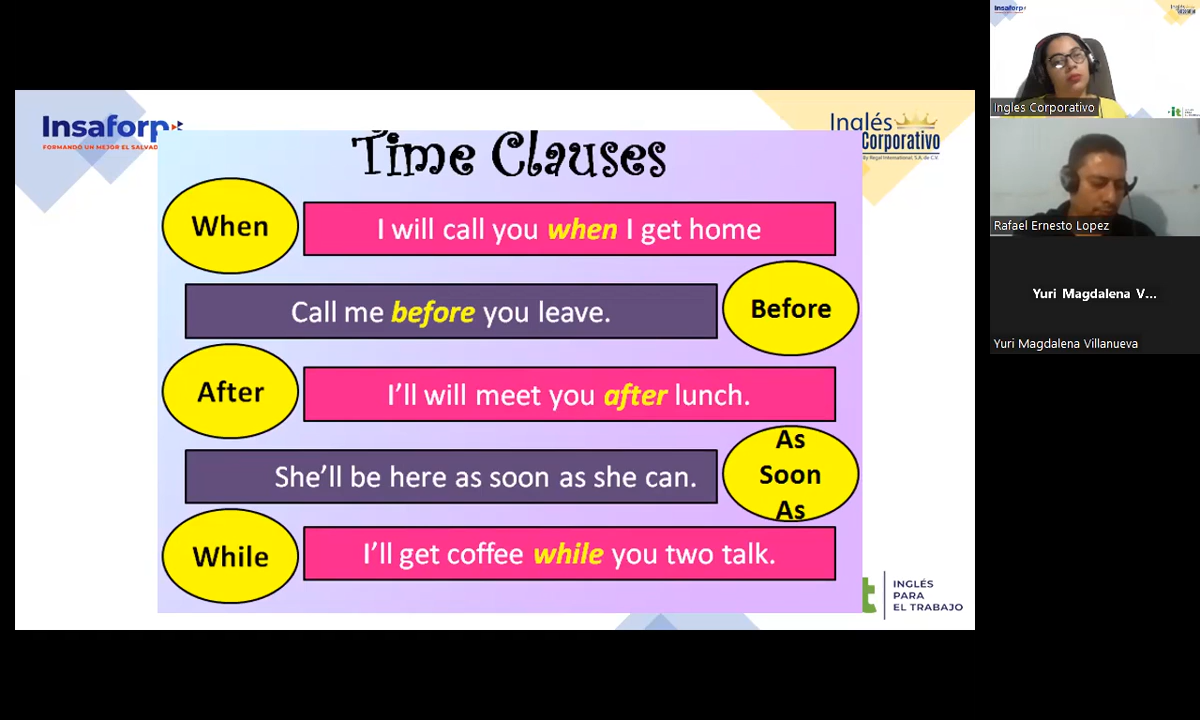 Insaforp
FORMANDO UN MEJOR EL SALVADOR
Inglés
Corporativo
By Regal International, S.A. de C.V.
Time Clauses
When
I will call you when I get home
Call me before you leave.
Before
After
I'll will meet you after lunch.
She'll be here as soon as she can.
As
Soon
As
While
I'll get coffee while you two talk.
t
INGLÉS
PARA
EL TRABAJO
Insaforp
Ingles Corporativo
Rafael Ernesto Lopez
Yuri Magdalena V...
Yuri Magdalena Villanueva